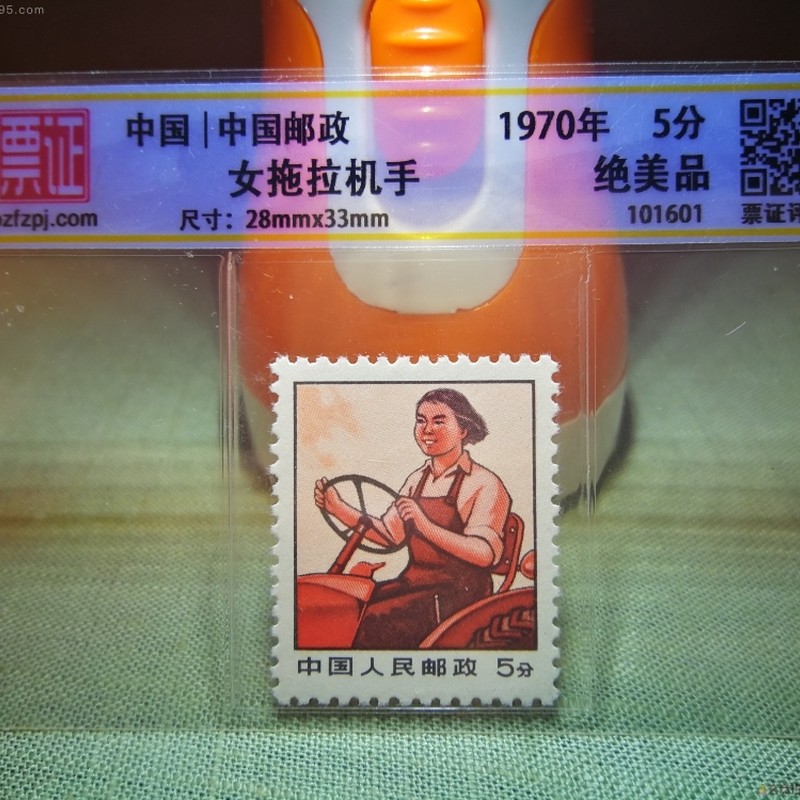 95.com
票证
中国|中国邮政
1970年 5分
女拖拉机手
绝美品
zfzpj.com
尺寸：28mmx33mm
101601
票证评
中国人民邮政 5分